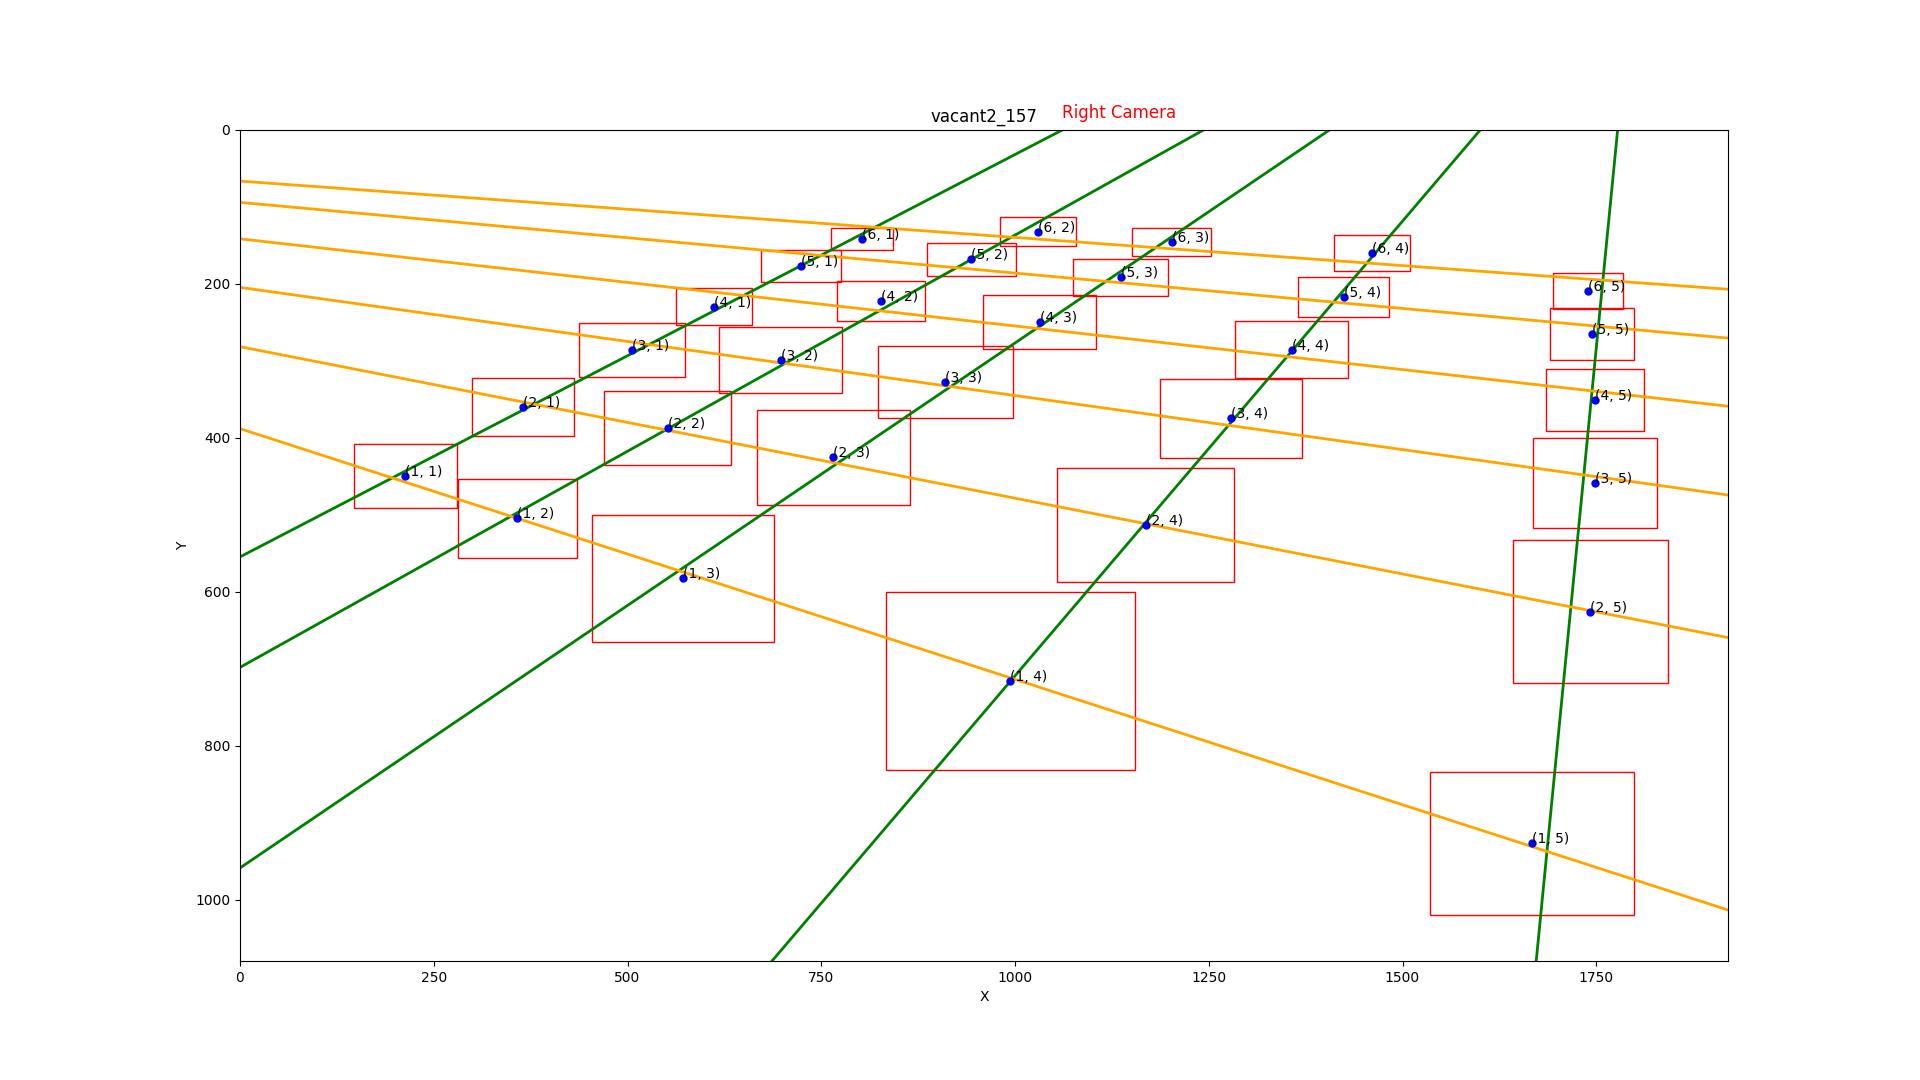 vacant2_157 Right Camera
0
200
400
600
800
1000
Y
(6, 1) (6, 2) (6, 3) (6, 4) (6, 5)
(5, 1) (5, 2) (5, 3) (5, 4) (5, 5)
(4, 1) (4, 2) (4, 3) (4, 4) (4, 5)
(3, 1) (3, 2) (3, 3) (3, 4) (3, 5)
(2, 1) (2, 2) (2, 3) (2, 4) (2, 5)
(1, 1) (1, 2) (1, 3) (1, 4) (1, 5)
0 250 500 750 1000 1250 1500 1750
X